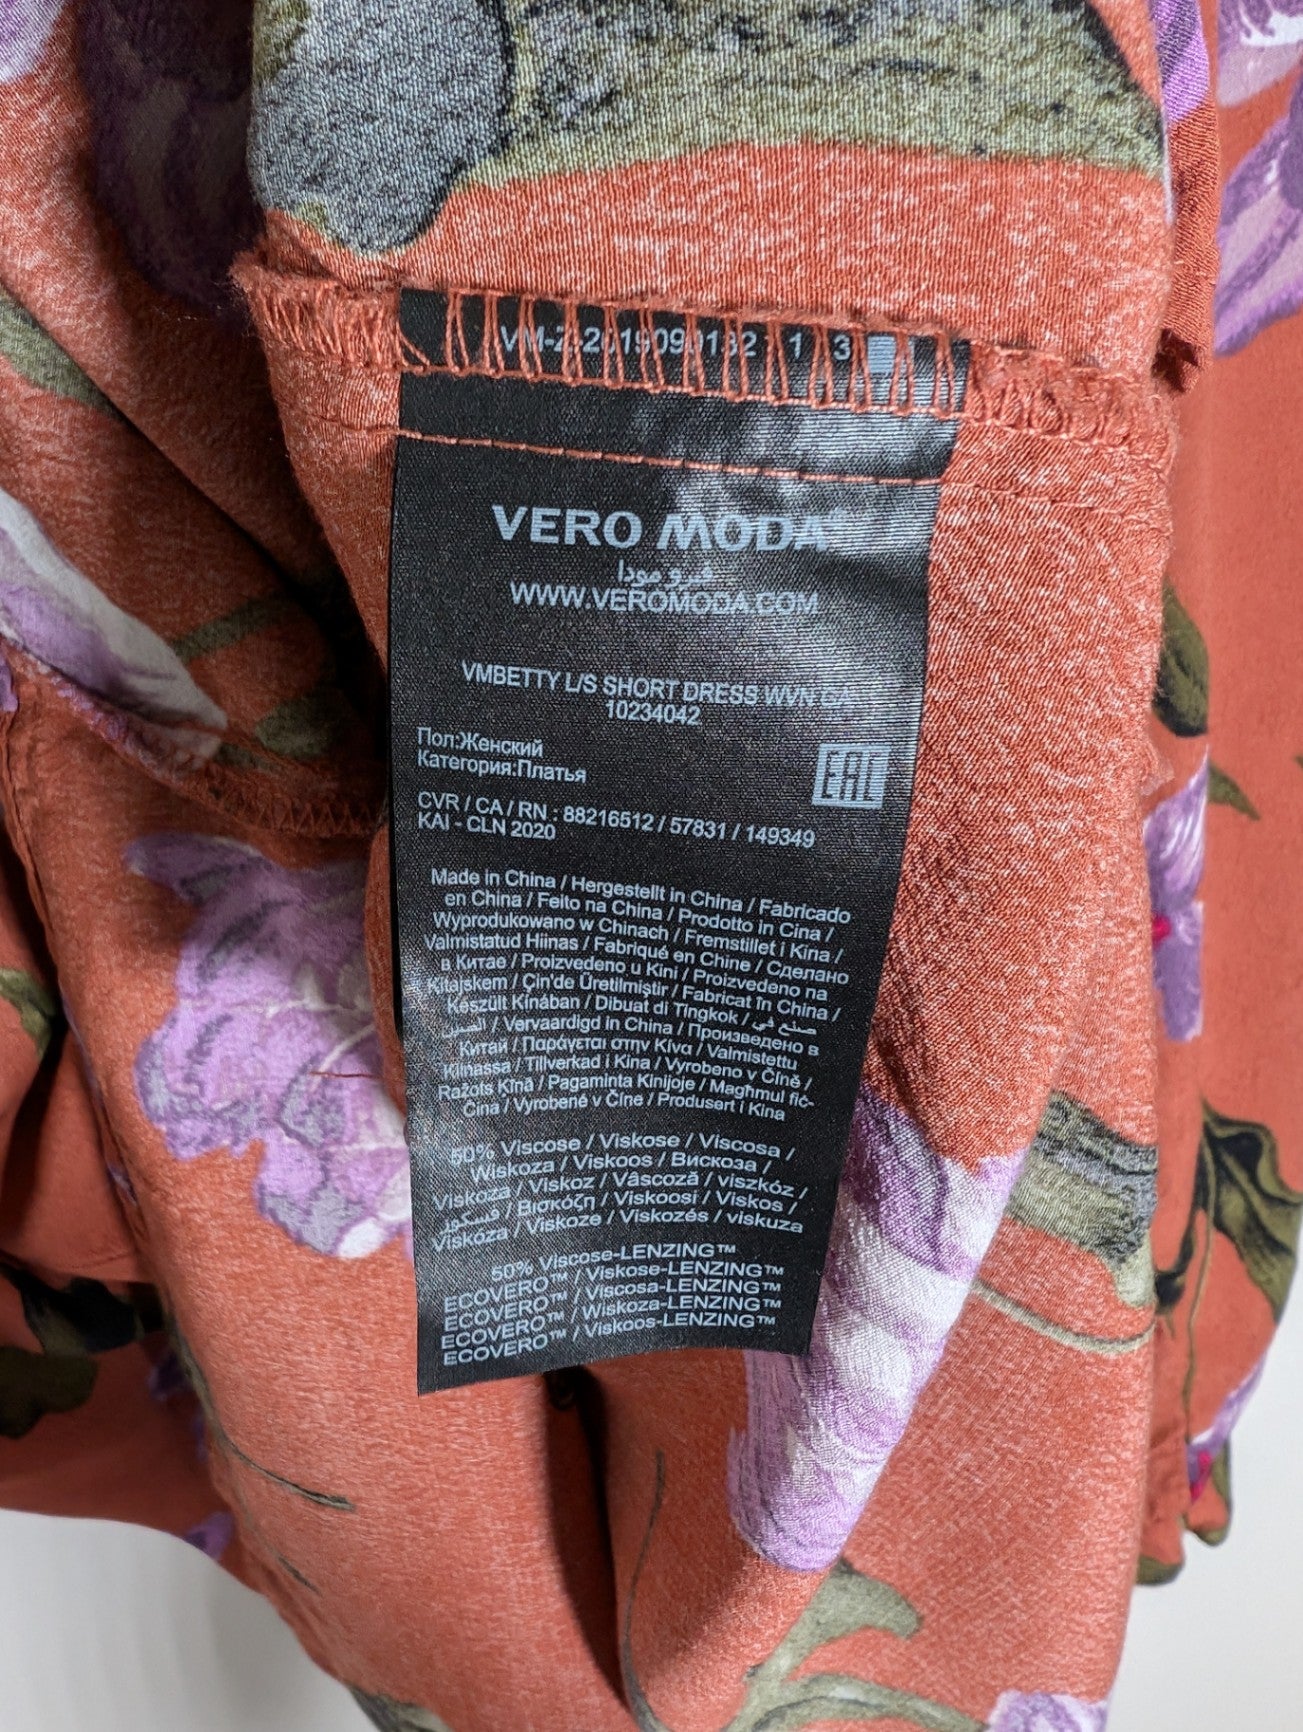 VERO MODA
ڤيرو مودا
WWW.VEROMODA.COM
VMBETTY L/S SHORT DRESS WVN GA
10234042
Пол:Женский
Категория:Платья
EAC
CVR / CA / RN : 88216512 / 57831 / 149349
KAI - CLN 2020
Made in China / Hergestellt in China / Fabricado
en China / Feito na China / Prodotto in Cina /
Wyprodukowano w Chinach / Fremstillet i Kina /
Valmistatud Hiinas / Fabriqué en Chine / Сделано
в Китае / Proizvedeno u Kini / Proizvedeno na
Kitajskem / Çin'de Üretilmiştir / Fabricat în China /
Készült Kínában / Dibuat di Tingkok / صنع في
الصين / Vervaardigd in China / Произведено в
Китай / Παράγεται στην Κίνα / Valmistettu
Kiinassa / Tillverkad i Kina / Vyrobeno v Číně /
Ražots Ķīnā / Pagaminta Kinijoje / Magħmul fiċ-
Ċina / Vyrobené v Číne / Produsert i Kina
50% Viscose / Viskose / Viscosa /
Wiskoza / Viskoos / Вискоза /
Viskoza / Viskoz / Vâscoză / viszkóz /
فسكوز / Βισκόζη / Viskoosi / Viskos /
Viskóza / Viskoze / Viskozės / viskuza
50% Viscose-LENZING™
ECOVERO™ / Viskose-LENZING™
ECOVERO™ / Viscosa-LENZING™
ECOVERO™ / Wiskoza-LENZING™
ECOVERO™ / Viskoos-LENZING™
ECOVERO™